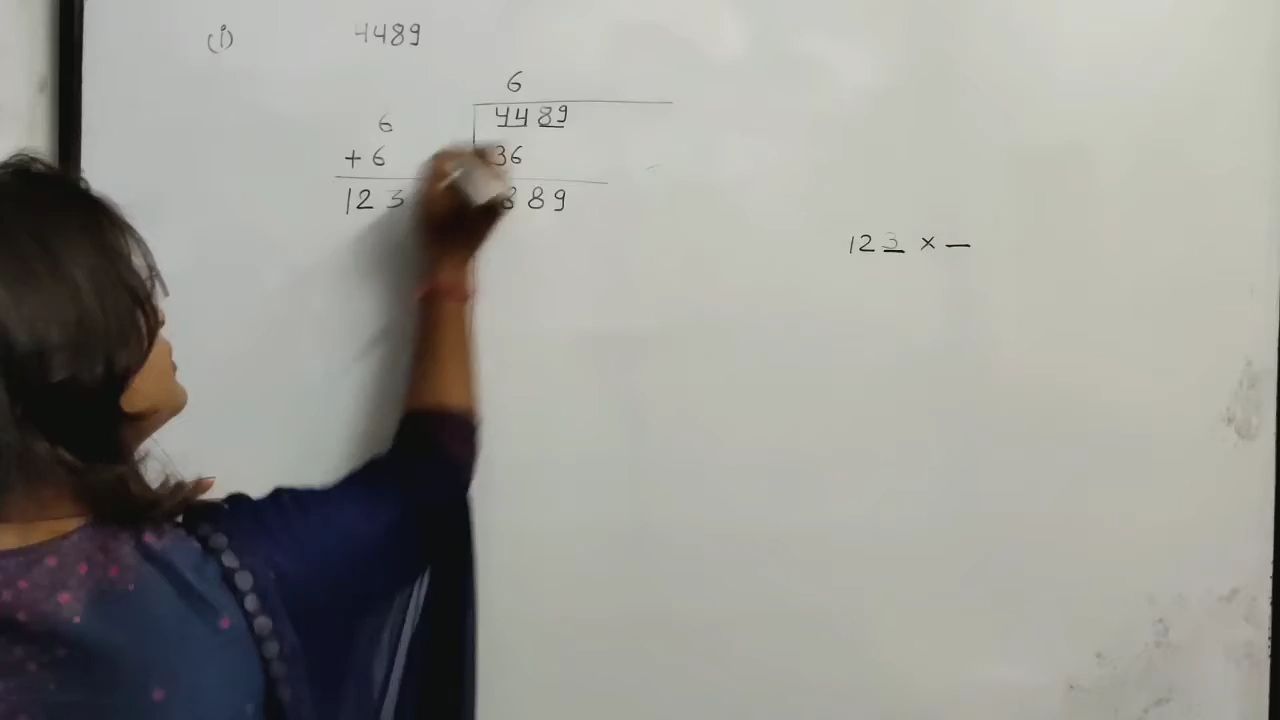 (i) 4489
6
6 4489
+ 6 36
123 889
123 × _